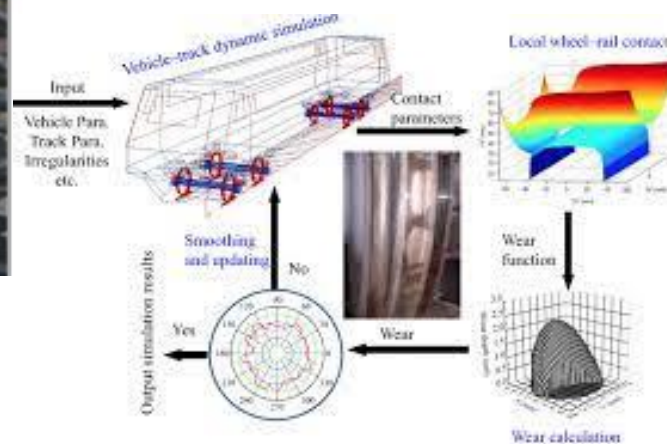 Vehicle-track dynamic simulation
Local wheel-rail contact
Input
Vehicle Para.
Track Para.
Irregularities
etc.
Contact
parameters
Smoothing
and updating
No
Wear
function
Output simulation results
Yes
Wear
Wear calculation